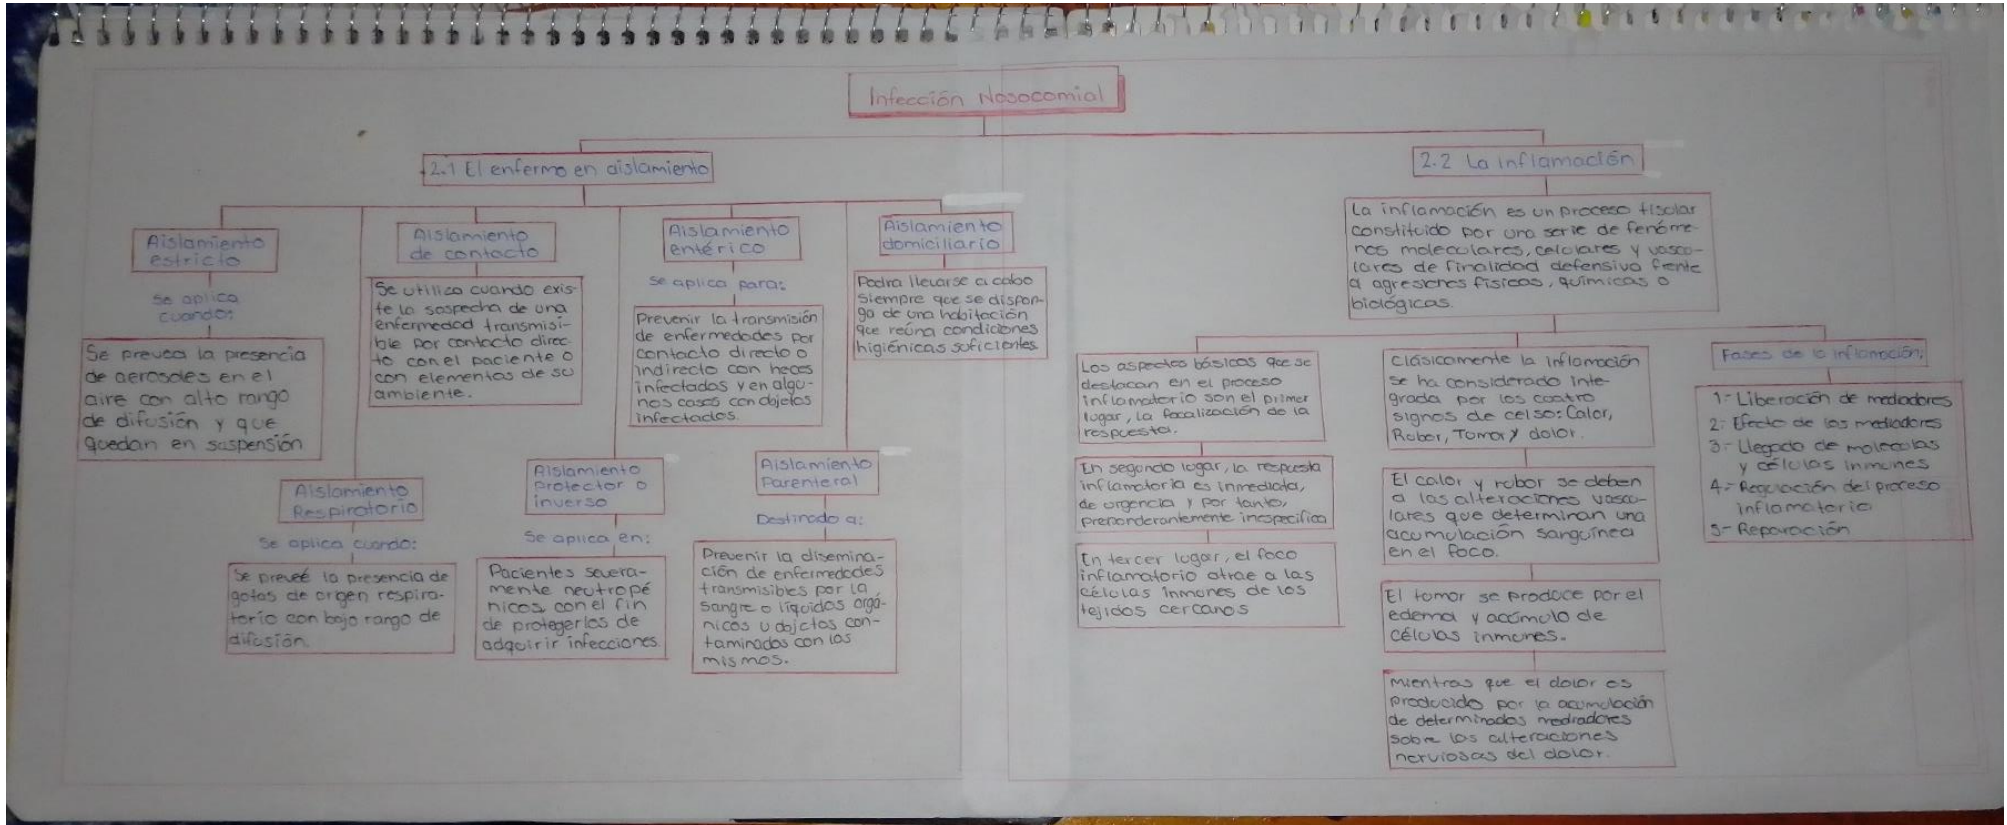 Infección Nosocomial
2.1 El enfermo en aislamiento
Aislamiento
estricto
Se aplica
cuando:
Se prevea la presencia
de aerosoles en el
aire con alto rango
de difusión y que
quedan en suspensión
Aislamiento
Respiratorio
Se aplica cuando:
Se preveé la presencia de
gotas de origen respira-
torio con bajo rango de
difusión.
Aislamiento
de contacto
Se utiliza cuando exis-
te la sospecha de una
enfermedad transmisi-
ble por contacto direc-
to con el paciente o
con elementos de su
ambiente.
Aislamiento
protector o
inverso
Se aplica en:
Pacientes severa-
mente neutropé
nicos, con el fin
de protegerlos de
adquirir infecciones.
Aislamiento
entérico
Se aplica para:
Prevenir la transmisión
de enfermedades por
contacto directo o
indirecto con heces
infectadas y en algu-
nos casos con objetos
infectados.
Aislamiento
Parenteral
Destinado a:
Prevenir la disemina-
ción de enfermedades
transmisibles por la
sangre o líquidos orgá-
nicos u objetos con-
taminados con los
mismos.
Aislamiento
domiciliario
Podra llevarse a cabo
siempre que se dispon-
ga de una habitación
que reúna condiciones
higiénicas suficientes
2.2 La inflamación
La inflamación es un proceso tisular
constituido por una serie de fenóme-
nos moleculares, celulares y vascu-
lares de finalidad defensiva frente
a agresiones físicas, químicas o
biológicas.
Los aspectos básicos que se
destacan en el proceso
inflamatorio son el primer
lugar, la focalización de la
respuesta.
En segundo lugar, la respuesta
inflamatoria es inmediata,
de urgencia y por tanto,
preponderantemente inespecífica
En tercer lugar, el foco
inflamatorio atrae a las
células inmunes de los
tejidos cercanos
Clásicamente la inflamación
se ha considerado inte-
grada por los cuatro
signos de celso: Calor,
Rubor, Tumor y dolor.
El calor y rubor se deben
a las alteraciones vascu-
lares que determinan una
acumulación sanguínea
en el foco.
El tumor se produce por el
edema y acúmulo de
células inmunes.
Mientras que el dolor es
producido por la acumulación
de determinados mediadores
sobre las alteraciones
nerviosas del dolor.
Fases de la inflamación:
1.- Liberación de mediadores
2.- Efecto de los mediadores
3.- Llegada de moleculas
y células inmunes
4.- Regulación del proceso
inflamatorio
5- Reparación